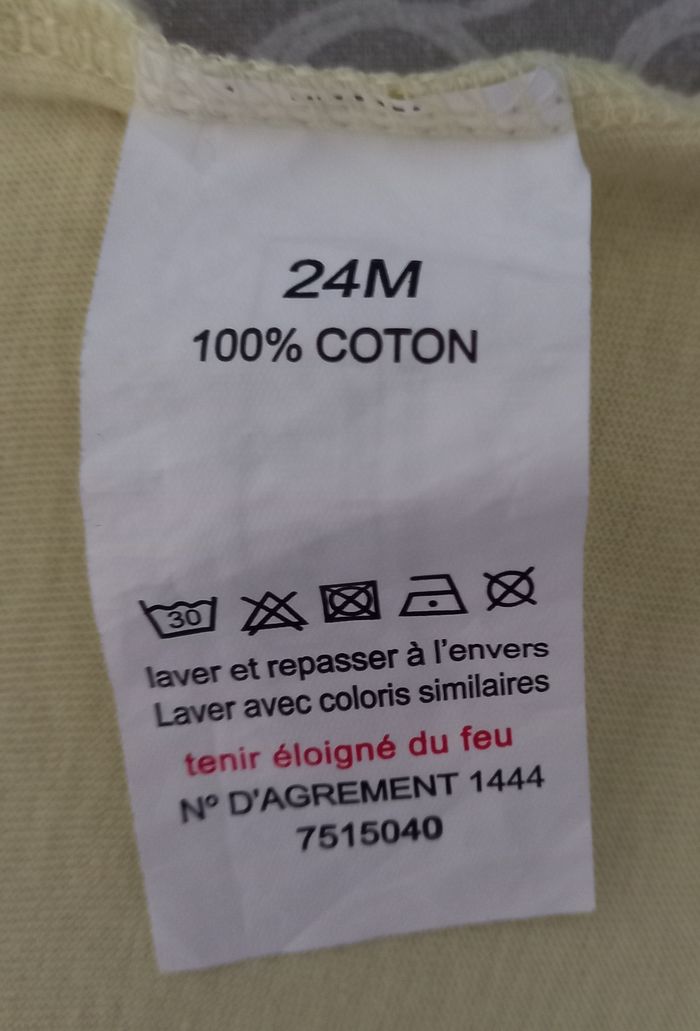 24M
100% COTON
30
laver et repasser à l'envers
Laver avec coloris similaires
tenir éloigné du feu
Nº D'AGREMENT 1444
7515040